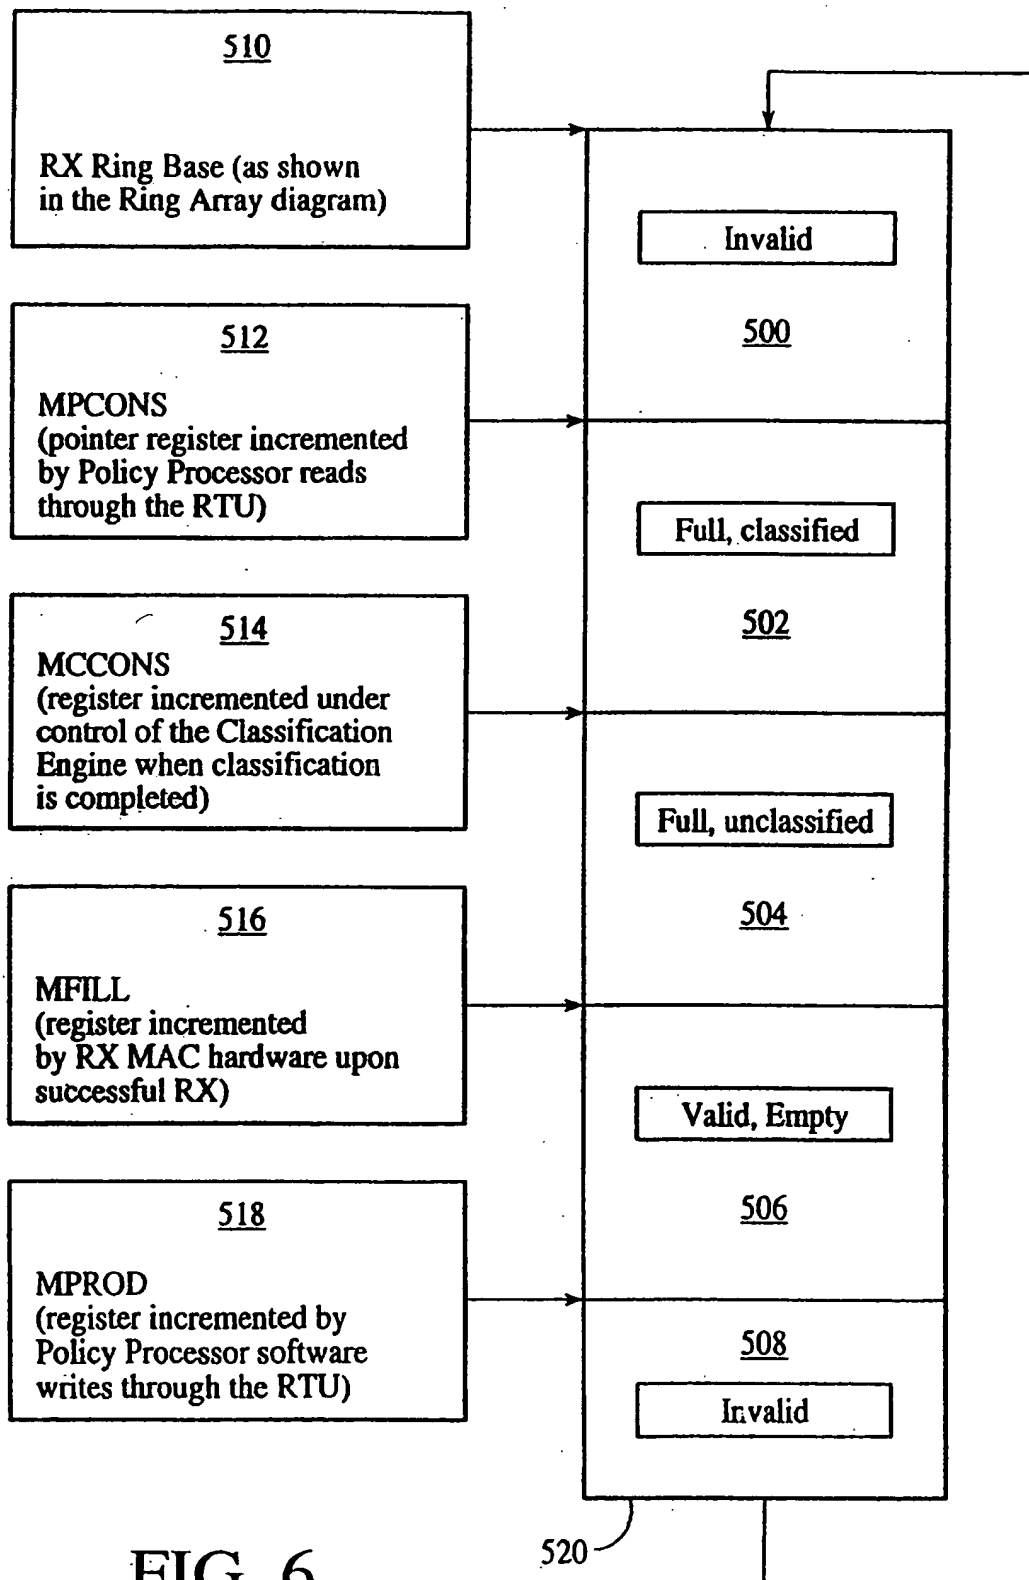 510
RX Ring Base (as shown
in the Ring Array diagram)
Invalid
500
512
MPCONS
(pointer register incremented
by Policy Processor reads
through the RTU)
Full, classified
502
514
MCCONS
(register incremented under
control of the Classification
Engine when classification
is completed)
Full, unclassified
504
516
MFILL
(register incremented
by RX MAC hardware upon
successful RX)
Valid, Empty
506
518
MPROD
(register incremented by
Policy Processor software
writes through the RTU)
508
Invalid
520
FIG. 6